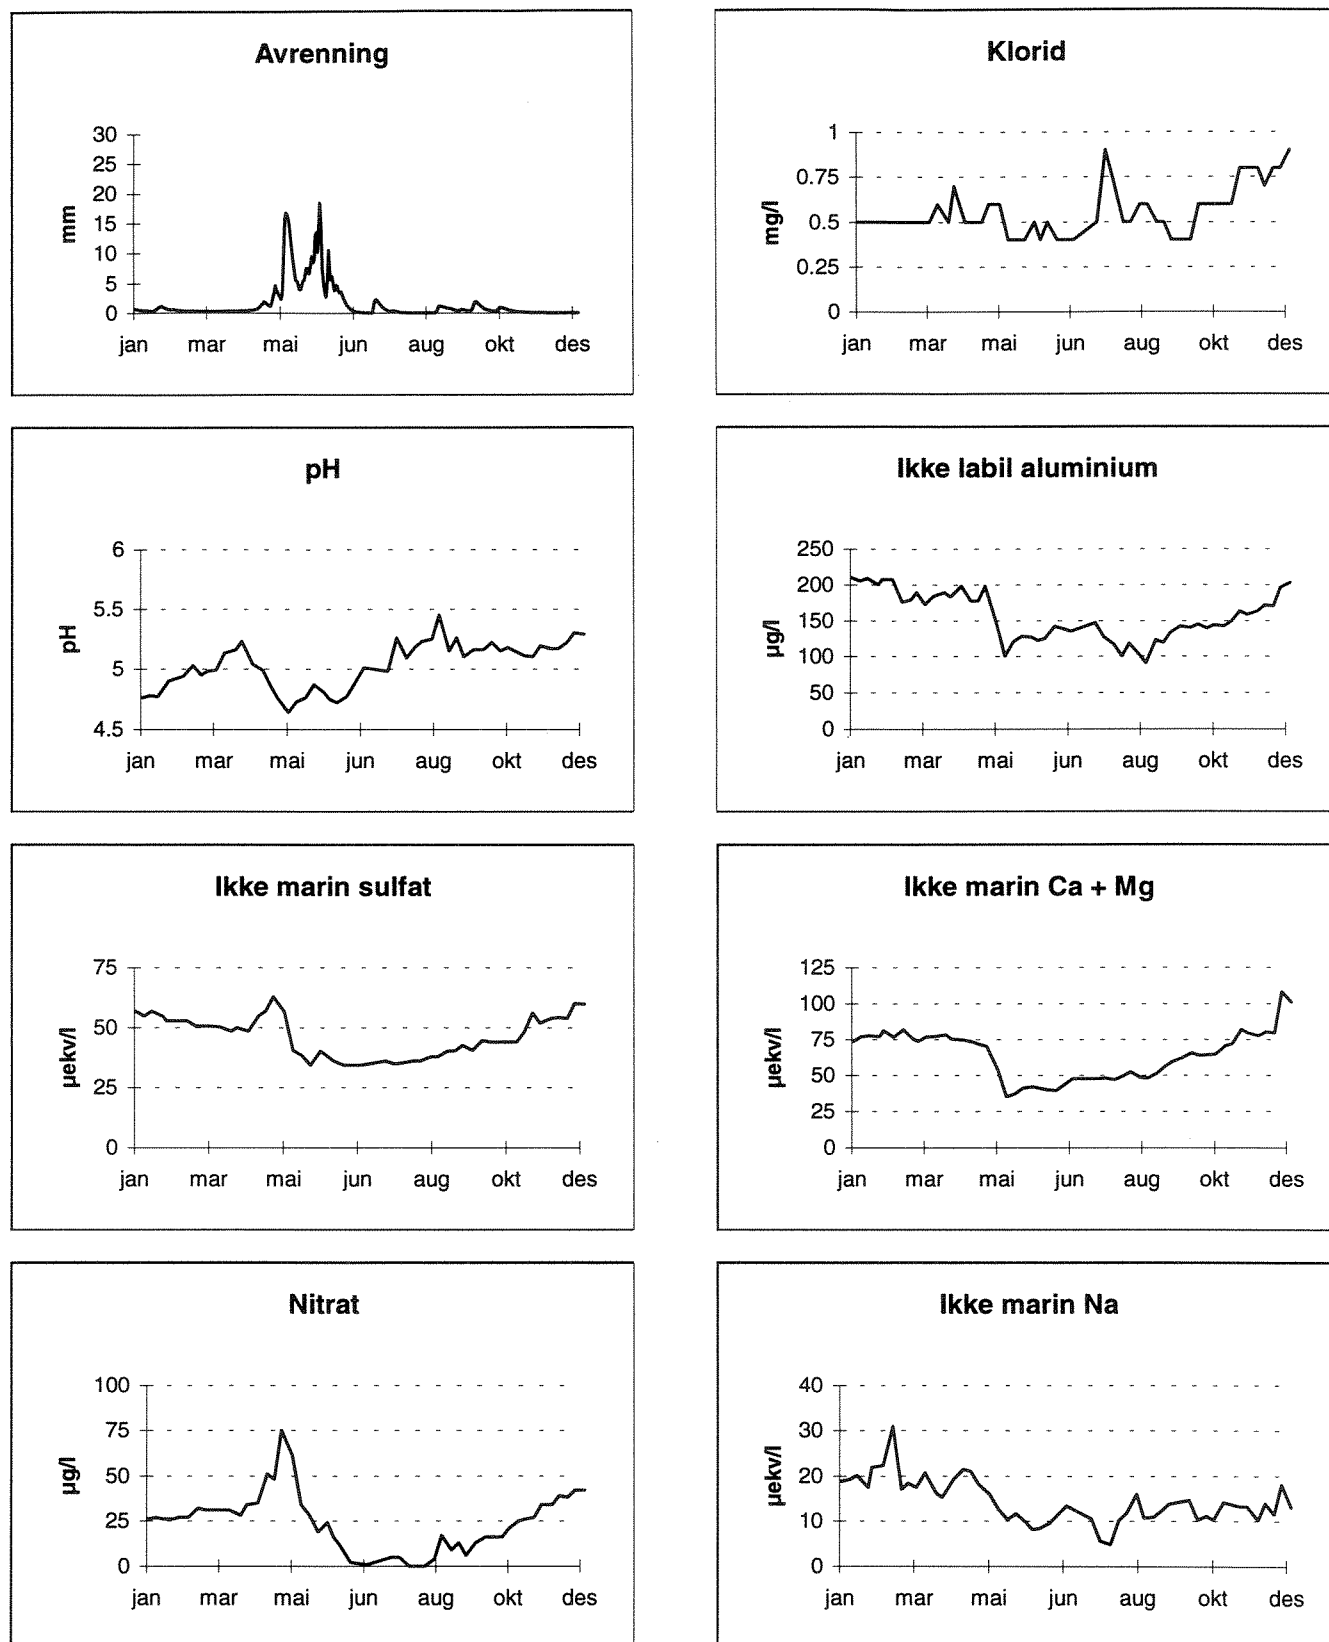 Avrenning
30
25
20
15
10
5
0
mm
jan mar mai jun aug okt des
Klorid
1
0.75
0.5
0.25
0
mg/l
jan mar mai jun aug okt des
pH
6
5.5
5
4.5
pH
jan mar mai jun aug okt des
Ikke labil aluminium
250
200
150
100
50
0
µg/l
jan mar mai jun aug okt des
Ikke marin sulfat
75
50
25
0
µekv/l
jan mar mai jun aug okt des
Ikke marin Ca + Mg
125
100
75
50
25
0
µekv/l
jan mar mai jun aug okt des
Nitrat
100
75
50
25
0
µg/l
jan mar mai jun aug okt des
Ikke marin Na
40
30
20
10
0
µekv/l
jan mar mai jun aug okt des